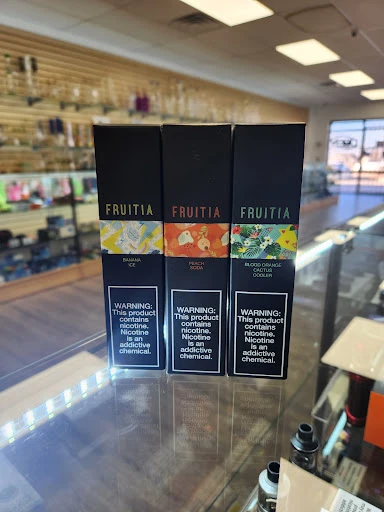 FRUITIA
BANANA
ICE
WARNING:
This product
contains
nicotine.
Nicotine
is an
addictive
chemical.
FRUITIA
PEACH
SODA
WARNING:
This product
contains
nicotine.
Nicotine
is an
addictive
chemical.
FRUITIA
BLOOD ORANGE
CACTUS
COOLER
WARNING:
This product
contains
nicotine.
Nicotine
is an
addictive
chemical.